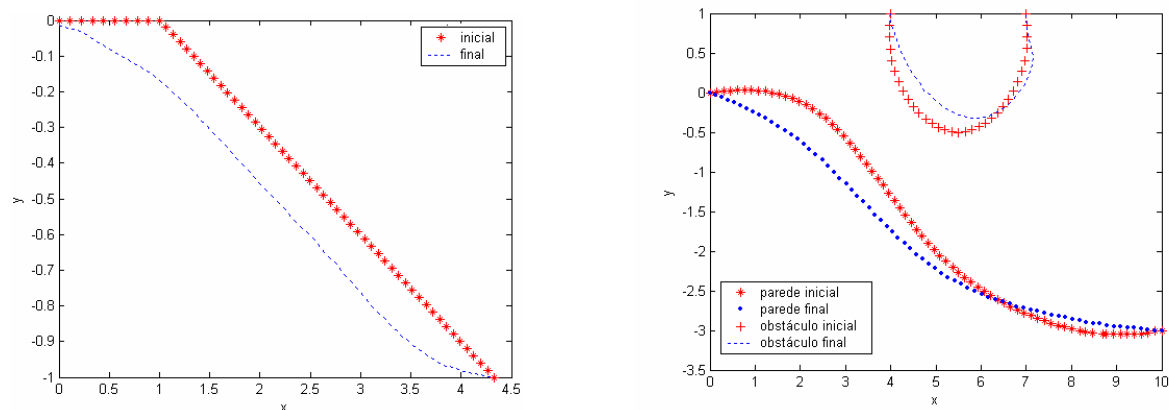 0
-0.1
-0.2
-0.3
-0.4
-0.5
-0.6
-0.7
-0.8
-0.9
-1
y
0 0.5 1 1.5 2 2.5 3 3.5 4 4.5
x
inicial
final
1
0.5
0
-0.5
-1
-1.5
-2
-2.5
-3
-3.5
y
0 1 2 3 4 5 6 7 8 9 10
x
parede inicial
parede final
obstáculo inicial
obstáculo final